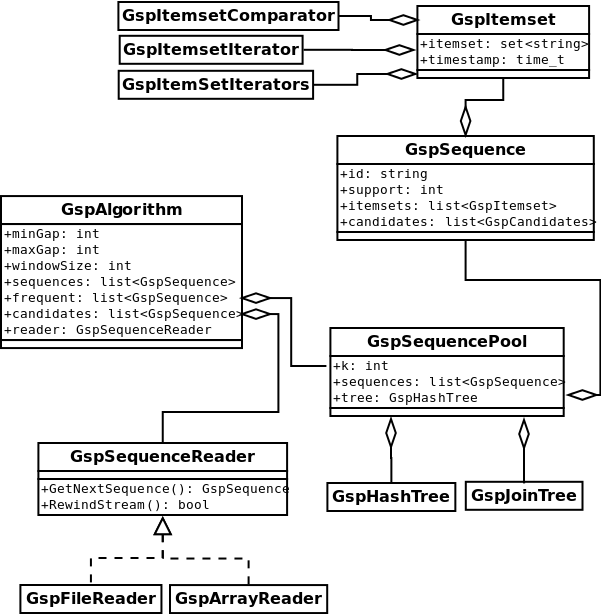 GspItemsetComparator
GspItemsetIterator
GspItemSetIterators
GspItemset
+itemset: set<string>
+timestamp: time_t
GspSequence
+id: string
+support: int
+itemsets: list<GspItemset>
+candidates: list<GspCandidates>
GspAlgorithm
+minGap: int
+maxGap: int
+windowSize: int
+sequences: list<GspSequence>
+frequent: list<GspSequence>
+candidates: list<GspSequence>
+reader: GspSequenceReader
GspSequencePool
+k: int
+sequences: list<GspSequence>
+tree: GspHashTree
GspSequenceReader
+GetNextSequence(): GspSequence
+RewindStream(): bool
GspHashTree
GspJoinTree
GspFileReader
GspArrayReader